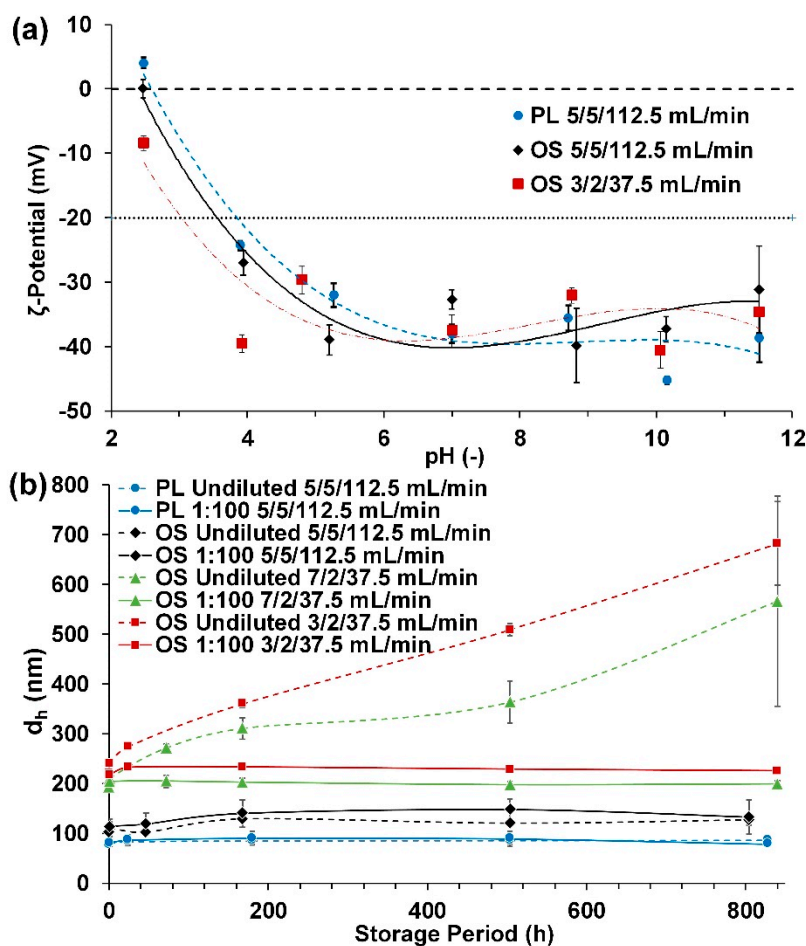 (a)
10
0
-10
-20
-30
-40
-50
ζ-Potential (mV)
PL 5/5/112.5 mL/min
OS 5/5/112.5 mL/min
OS 3/2/37.5 mL/min
2 4 6 8 10 12
pH (-)
(b)
800
700
600
500
400
300
200
100
0
dh (nm)
PL Undiluted 5/5/112.5 mL/min
PL 1:100 5/5/112.5 mL/min
OS Undiluted 5/5/112.5 mL/min
OS 1:100 5/5/112.5 mL/min
OS Undiluted 7/2/37.5 mL/min
OS 1:100 7/2/37.5 mL/min
OS Undiluted 3/2/37.5 mL/min
OS 1:100 3/2/37.5 mL/min
0 200 400 600 800
Storage Period (h)